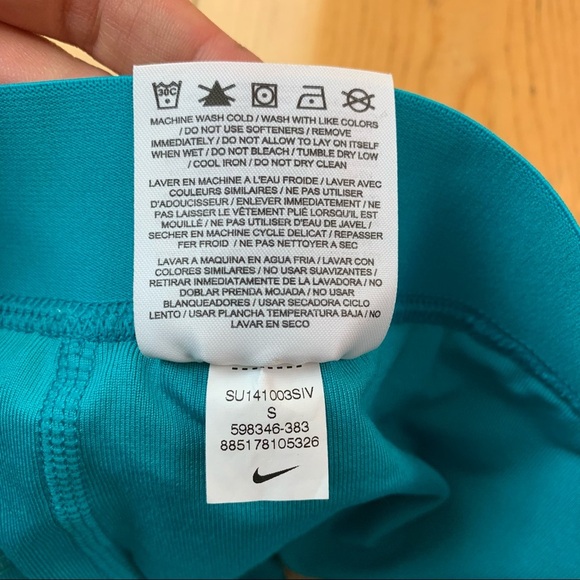 30C
MACHINE WASH COLD / WASH WITH LIKE COLORS
/ DO NOT USE SOFTENERS / REMOVE
IMMEDIATELY / DO NOT ALLOW TO LAY ON ITSELF
WHEN WET / DO NOT BLEACH / TUMBLE DRY LOW
/ COOL IRON / DO NOT DRY CLEAN
LAVER EN MACHINE A L'EAU FROIDE / LAVER AVEC
COULEURS SIMILAIRES / NE PAS UTILISER
D'ADOUCISSEUR / ENLEVER IMMEDIATEMENT / NE
PAS LAISSER LE VÊTEMENT PLIÉ LORSQU'IL EST
MOUILLÉ / NE PAS UTILISER D'EAU DE JAVEL /
SECHER EN MACHINE CYCLE DELICAT / REPASSER
FER FROID / NE PAS NETTOYER A SEC
LAVAR A MAQUINA EN AGUA FRIA / LAVAR CON
COLORES SIMILARES / NO USAR SUAVIZANTES /
RETIRAR INMEDIATAMENTE DE LA LAVADORA / NO
DOBLAR PRENDA MOJADA / NO USAR
BLANQUEADORES / USAR SECADORA CICLO
LENTO / USAR PLANCHA TEMPERATURA BAJA / NO
LAVAR EN SECO
SU141003SIV
S
598346-383
885178105326